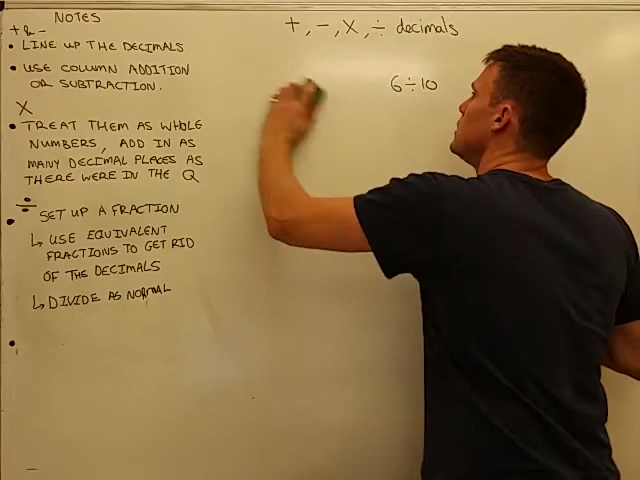 NOTES
+ & -
• LINE UP THE DECIMALS
• USE COLUMN ADDITION
OR SUBTRACTION.
X
• TREAT THEM AS WHOLE
NUMBERS, ADD IN AS
MANY DECIMAL PLACES AS
THERE WERE IN THE Q
÷
• SET UP A FRACTION
↳ USE EQUIVALENT
FRACTIONS TO GET RID
OF THE DECIMALS
↳ DIVIDE AS NORMAL
•
+, -, X, ÷ decimals
6÷10